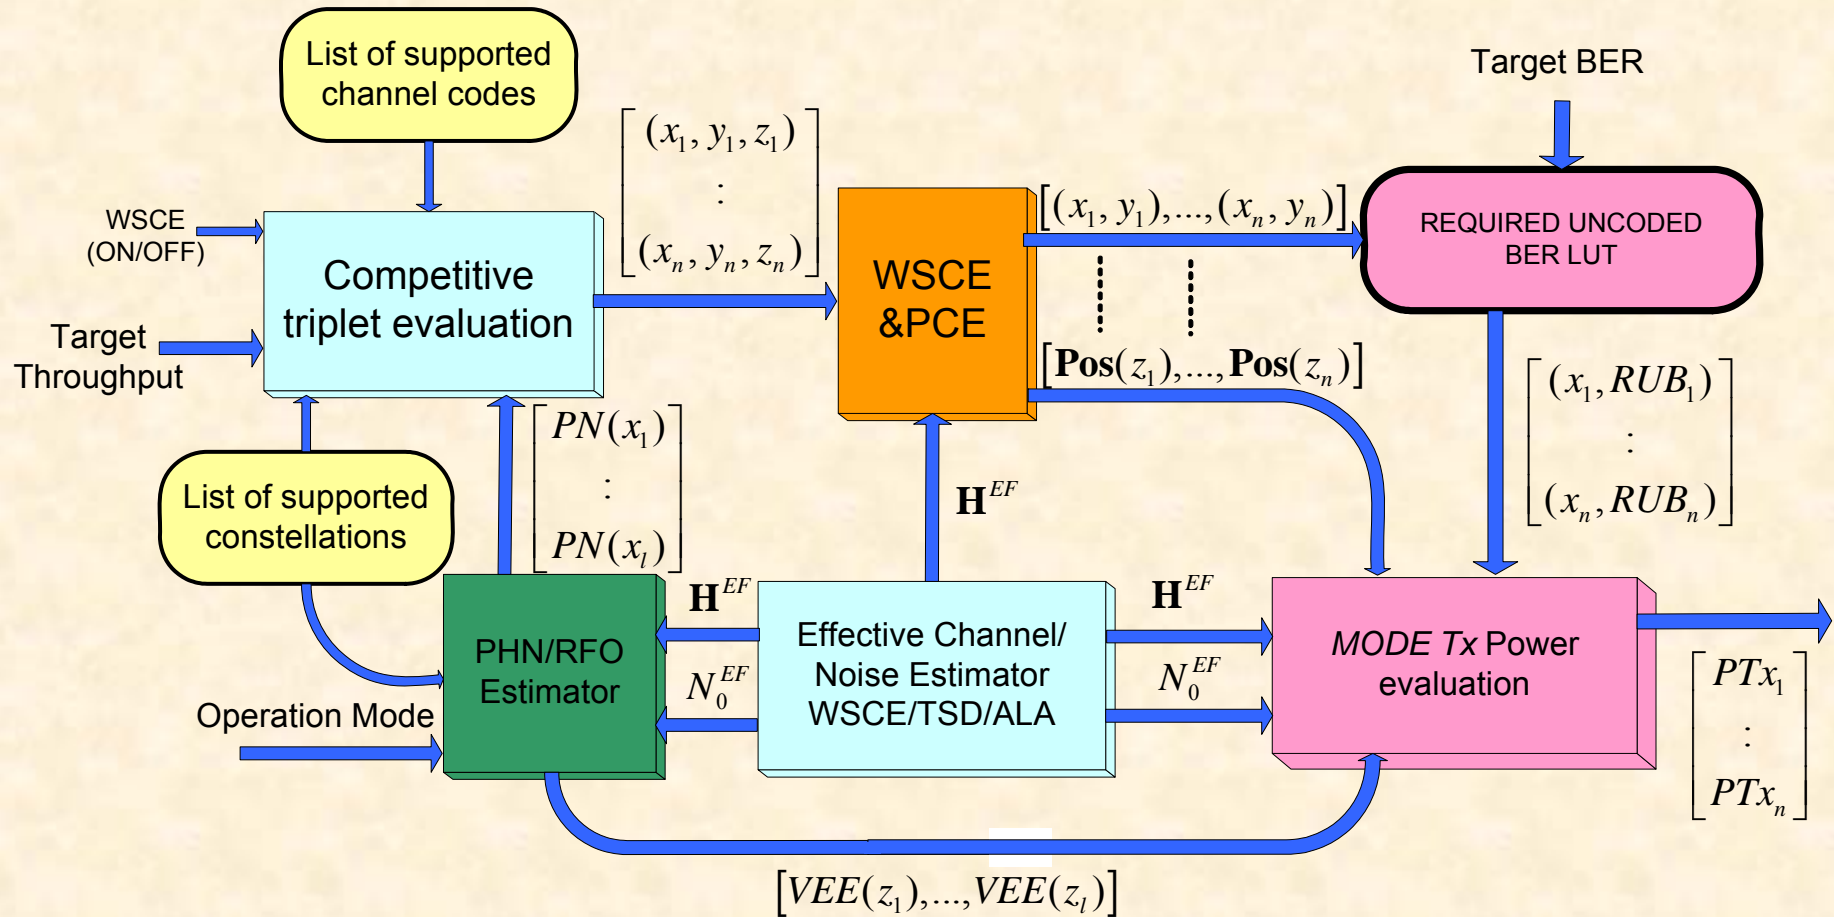 List of supported
channel codes
Target BER
[(x₁, y₁, z₁)
:
(xₙ, yₙ, zₙ)]
WSCE
(ON/OFF)
Competitive
triplet evaluation
Target
Throughput
WSCE
&PCE
[(x₁, y₁),...,(xₙ, yₙ)]
REQUIRED UNCODED
BER LUT
[Pos(z₁),...,Pos(zₙ)]
[(x₁, RUB₁)
:
(xₙ, RUBₙ)]
[PN(x₁)
:
PN(x_l)]
List of supported
constellations
H^{EF}
PHN/RFO
Estimator
H^{EF}
N₀^{EF}
Effective Channel/
Noise Estimator
WSCE/TSD/ALA
H^{EF}
N₀^{EF}
MODE Tx Power
evaluation
Operation Mode
[PTx₁
:
PTxₙ]
[VEE(z₁),...,VEE(z_l)]